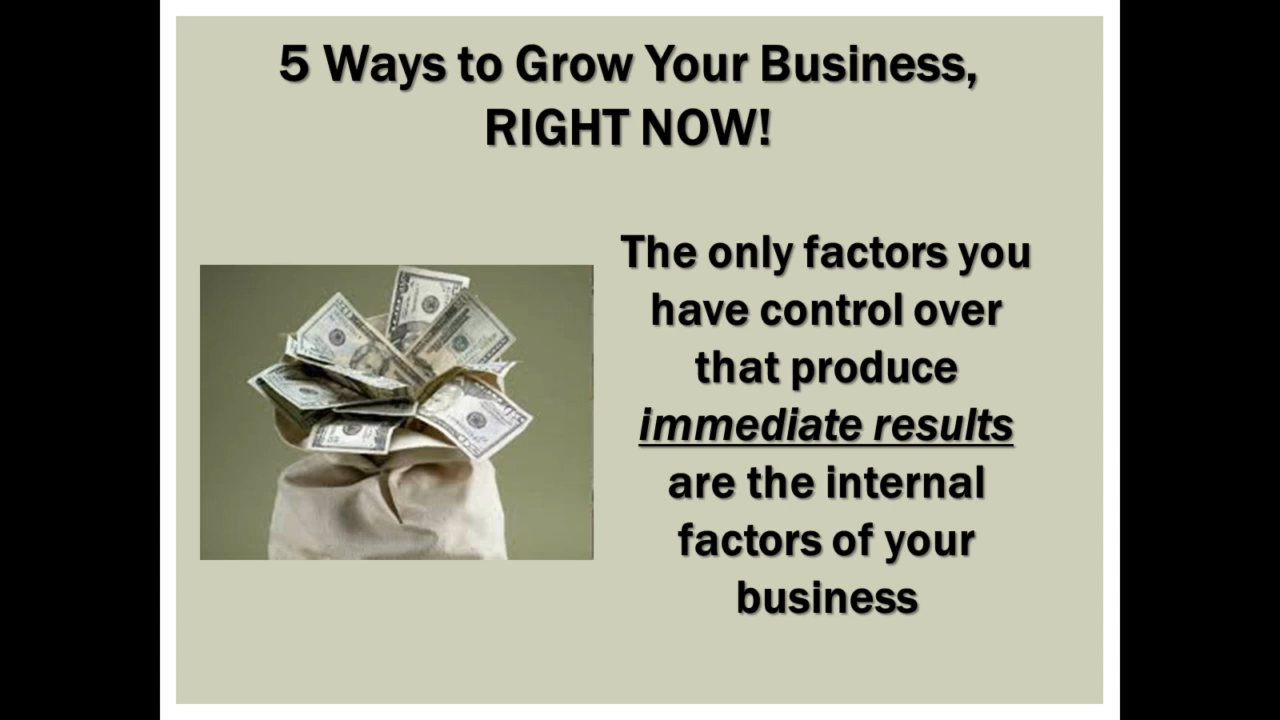 5 Ways to Grow Your Business,
RIGHT NOW!
The only factors you
have control over
that produce
immediate results
are the internal
factors of your
business